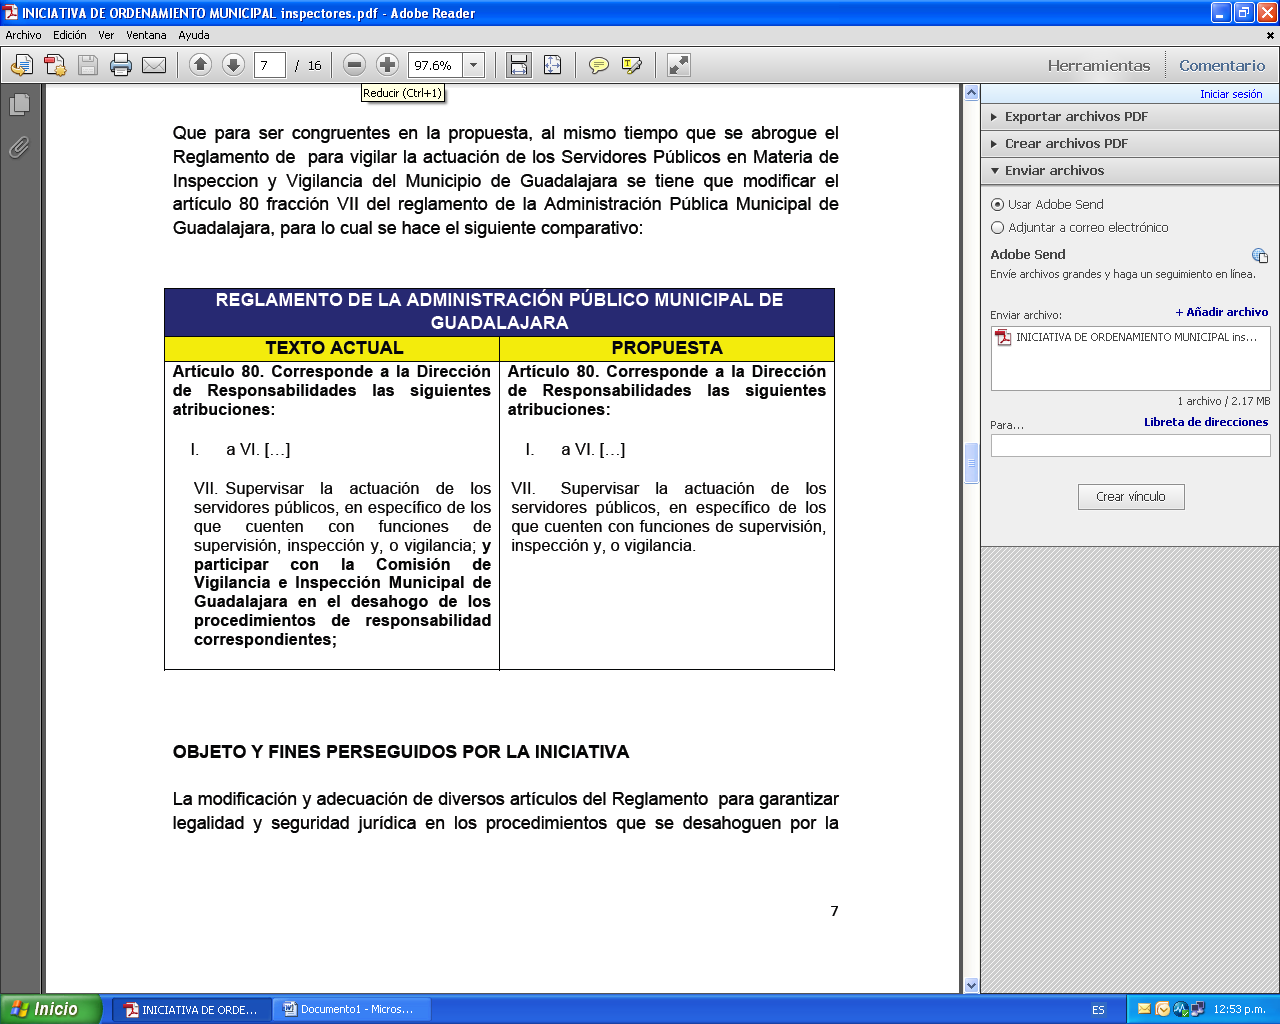 INICIATIVA DE ORDENAMIENTO MUNICIPAL inspectores.pdf - Adobe Reader
Archivo Edición Ver Ventana Ayuda
7 / 16 97.6% Herramientas Comentario
Reducir (Ctrl+1)
Iniciar sesión
Exportar archivos PDF
Crear archivos PDF
Enviar archivos
Usar Adobe Send
Adjuntar a correo electrónico
Adobe Send
Envíe archivos grandes y haga un seguimiento en línea.
Enviar archivo: + Añadir archivo
INICIATIVA DE ORDENAMIENTO MUNICIPAL ins...
1 archivo / 2.17 MB
Para... Libreta de direcciones
Crear vínculo
Que para ser congruentes en la propuesta, al mismo tiempo que se abrogue el
Reglamento de para vigilar la actuación de los Servidores Públicos en Materia de
Inspeccion y Vigilancia del Municipio de Guadalajara se tiene que modificar el
artículo 80 fracción VII del reglamento de la Administración Pública Municipal de
Guadalajara, para lo cual se hace el siguiente comparativo:
REGLAMENTO DE LA ADMINISTRACIÓN PÚBLICO MUNICIPAL DE
GUADALAJARA
TEXTO ACTUAL
Artículo 80. Corresponde a la Dirección
de Responsabilidades las siguientes
atribuciones:
I. a VI. […]
VII. Supervisar la actuación de los
servidores públicos, en específico de los
que cuenten con funciones de
supervisión, inspección y, o vigilancia; y
participar con la Comisión de
Vigilancia e Inspección Municipal de
Guadalajara en el desahogo de los
procedimientos de responsabilidad
correspondientes;
PROPUESTA
Artículo 80. Corresponde a la Dirección
de Responsabilidades las siguientes
atribuciones:
I. a VI. […]
VII. Supervisar la actuación de los
servidores públicos, en específico de los
que cuenten con funciones de supervisión,
inspección y, o vigilancia.
OBJETO Y FINES PERSEGUIDOS POR LA INICIATIVA
La modificación y adecuación de diversos artículos del Reglamento para garantizar
legalidad y seguridad jurídica en los procedimientos que se desahoguen por la
7
Inicio INICIATIVA DE ORDE... Documento1 - Micros... ES 12:53 p.m.